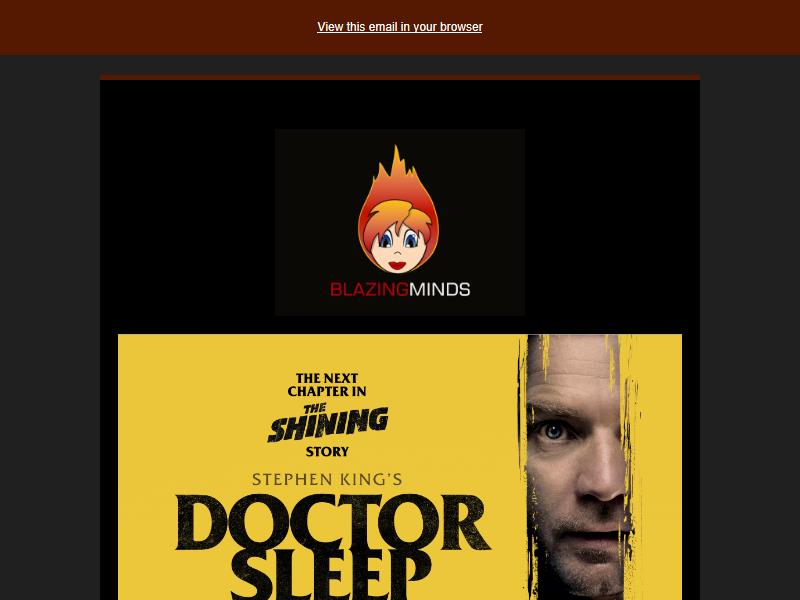 View this email in your browser
BLAZINGMINDS
THE NEXT
CHAPTER IN
THE
SHINING
STORY
STEPHEN KING'S
DOCTOR
SLEEP